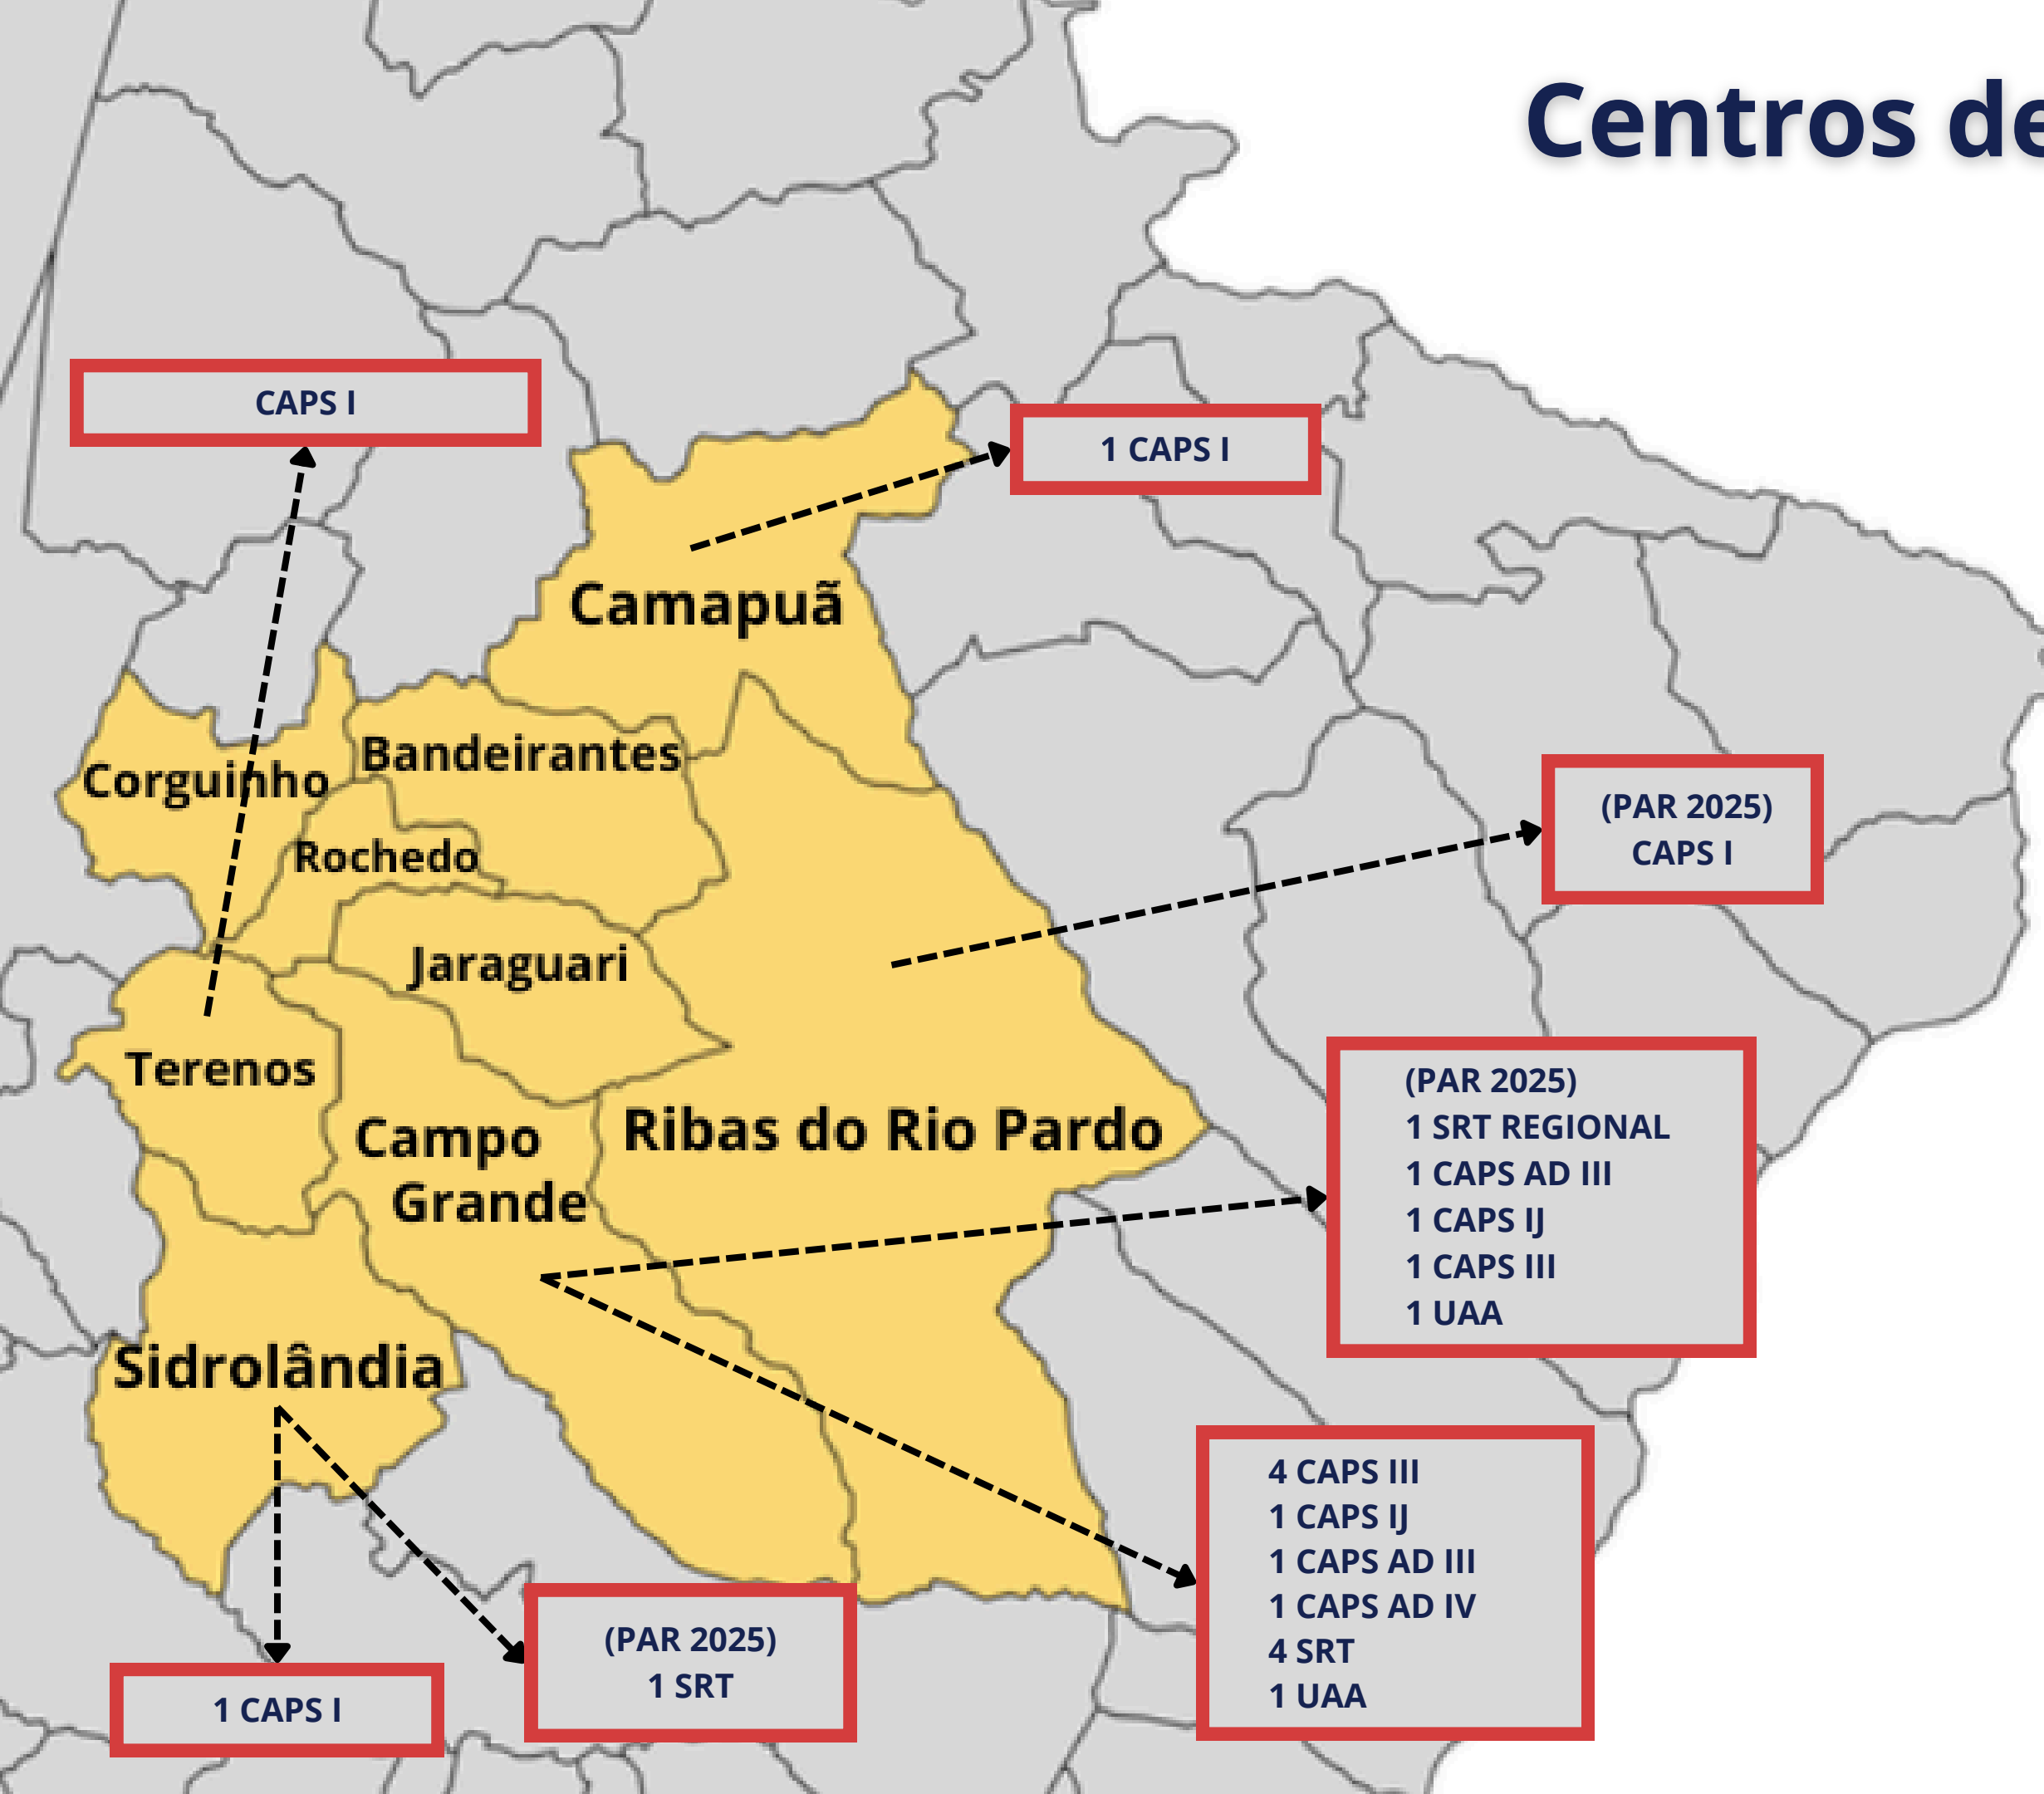 Centros de
CAPS I
1 CAPS I
Camapuã
Bandeirantes
Corguinho
Rochedo
(PAR 2025)
CAPS I
Jaraguari
Terenos
Campo
Grande
Ribas do Rio Pardo
(PAR 2025)
1 SRT REGIONAL
1 CAPS AD III
1 CAPS IJ
1 CAPS III
1 UAA
Sidrolândia
4 CAPS III
1 CAPS IJ
1 CAPS AD III
1 CAPS AD IV
4 SRT
1 UAA
(PAR 2025)
1 SRT
1 CAPS I